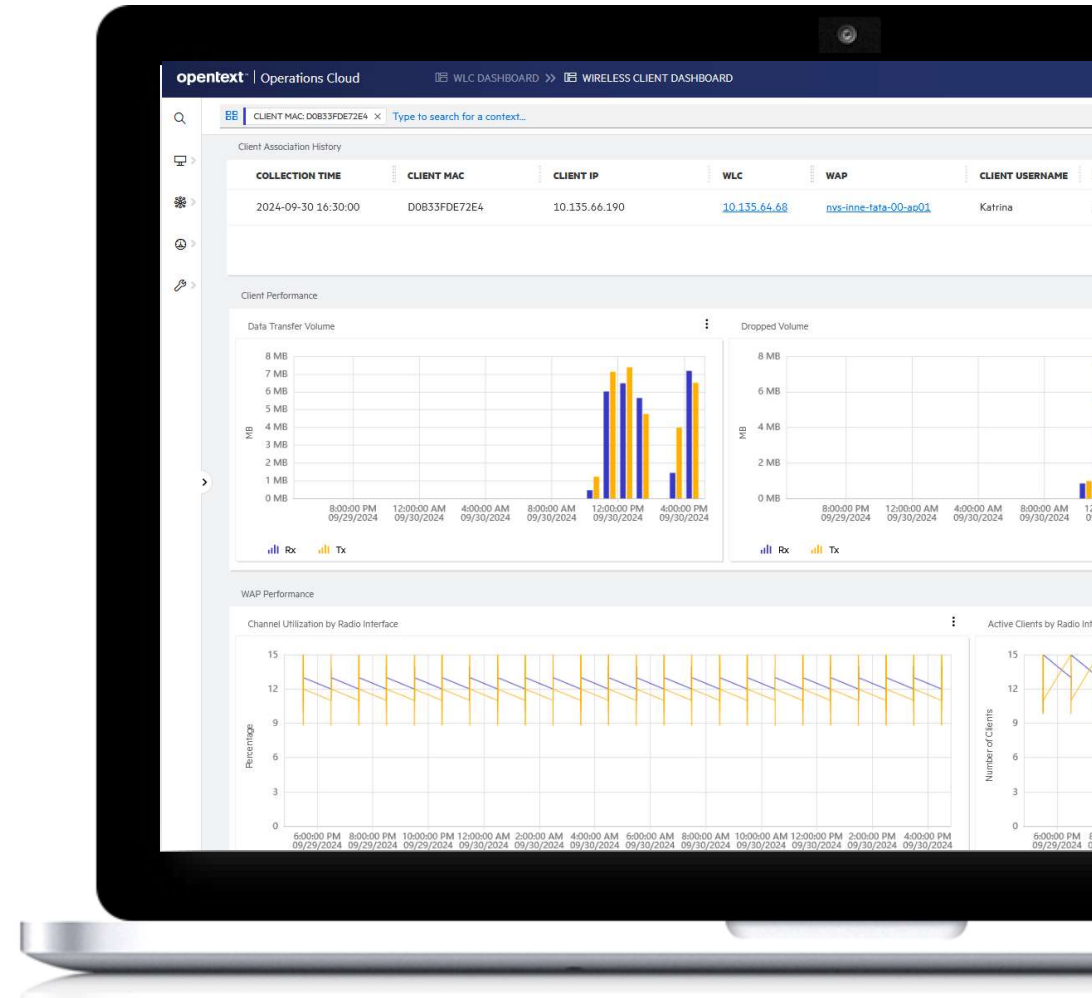 opentext™ | Operations Cloud
WLC DASHBOARD >> WIRELESS CLIENT DASHBOARD
CLIENT MAC: D0B33FDE72E4 × Type to search for a context...
Client Association History
COLLECTION TIME CLIENT MAC CLIENT IP WLC WAP CLIENT USERNAME
2024-09-30 16:30:00 D0B33FDE72E4 10.135.66.190 10.135.64.68 nvs-inne-tata-00-ap01 Katrina
Client Performance
Data Transfer Volume
8 MB
7 MB
6 MB
5 MB
4 MB
3 MB
2 MB
1 MB
0 MB
MB
8:00:00 PM 12:00:00 AM 4:00:00 AM 8:00:00 AM 12:00:00 PM 4:00:00 PM
09/29/2024 09/30/2024 09/30/2024 09/30/2024 09/30/2024 09/30/2024
Rx Tx
Dropped Volume
8 MB
6 MB
4 MB
2 MB
0 MB
MB
8:00:00 PM 12:00:00 AM 4:00:00 AM 8:00:00 AM
09/29/2024 09/30/2024 09/30/2024 09/30/2024
Rx Tx
WAP Performance
Channel Utilization by Radio Interface
15
12
9
6
3
0
Percentage
6:00:00 PM 8:00:00 PM 10:00:00 PM 12:00:00 AM 2:00:00 AM 4:00:00 AM 6:00:00 AM 8:00:00 AM 10:00:00 AM 12:00:00 PM 2:00:00 PM 4:00:00 PM
09/29/2024 09/29/2024 09/29/2024 09/30/2024 09/30/2024 09/30/2024 09/30/2024 09/30/2024 09/30/2024 09/30/2024 09/30/2024 09/30/2024
Active Clients by Radio
15
12
9
6
3
0
Number of Clients
6:00:00 PM
09/29/2024